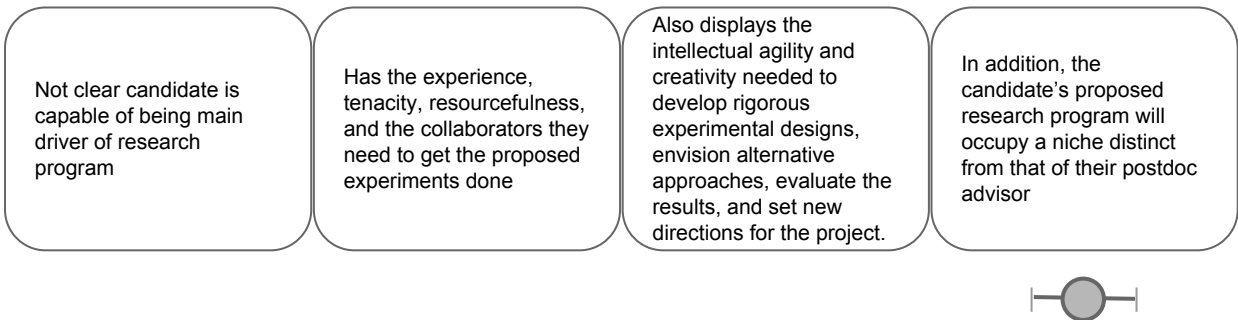 Not clear candidate is
capable of being main
driver of research
program
Has the experience,
tenacity, resourcefulness,
and the collaborators they
need to get the proposed
experiments done
Also displays the
intellectual agility and
creativity needed to
develop rigorous
experimental designs,
envision alternative
approaches, evaluate the
results, and set new
directions for the project.
In addition, the
candidate’s proposed
research program will
occupy a niche distinct
from that of their postdoc
advisor